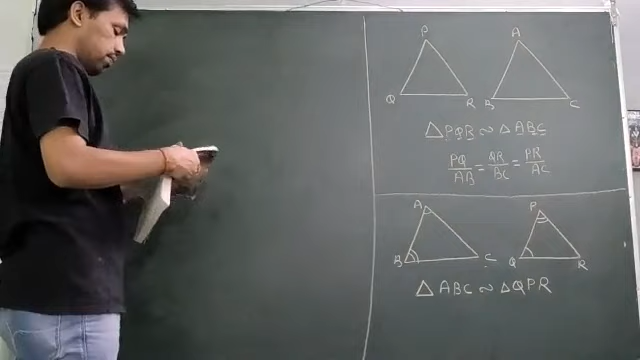 P
A
Q
R
B
C
△PQR ∾ △ABC
PQ/AB = QR/BC = PR/AC
A
P
B
C
Q
R
△ABC ∾ △QPR